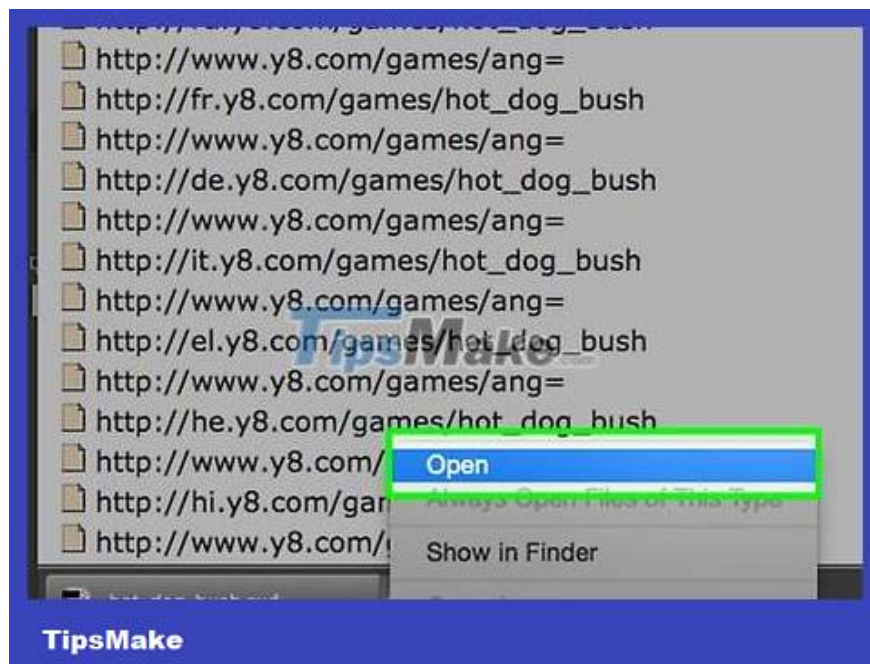 http://www.y8.com/games/ang=
http://fr.y8.com/games/hot_dog_bush
http://www.y8.com/games/ang=
http://de.y8.com/games/hot_dog_bush
http://www.y8.com/games/ang=
http://it.y8.com/games/hot_dog_bush
http://www.y8.com/games/ang=
http://el.y8.com/games/hot_dog_bush
TipsMake.com
http://www.y8.com/games/ang=
http://he.y8.com/games/hot_dog_bush
http://www.y8.com/
Open
http://hi.y8.com/gar
Always Open Files of This Type
http://www.y8.com/
Show in Finder
TipsMake